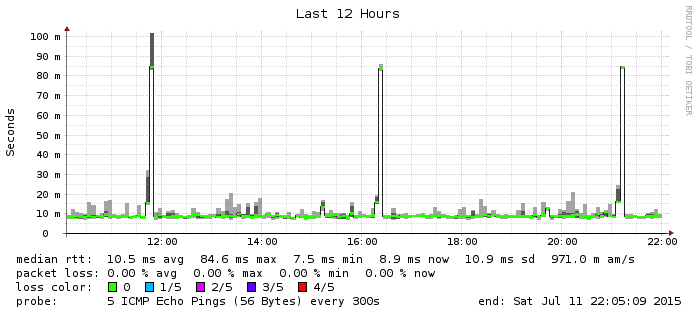 Last 12 Hours
RRDTOOL / TOBI OETIKER
Seconds
100 m
90 m
80 m
70 m
60 m
50 m
40 m
30 m
20 m
10 m
0
12:00 14:00 16:00 18:00 20:00 22:00
median rtt: 10.5 ms avg 84.6 ms max 7.5 ms min 8.9 ms now 10.9 ms sd 971.0 m am/s
packet loss: 0.00 % avg 0.00 % max 0.00 % min 0.00 % now
loss color: 0 1/5 2/5 3/5 4/5
probe: 5 ICMP Echo Pings (56 Bytes) every 300s end: Sat Jul 11 22:05:09 2015